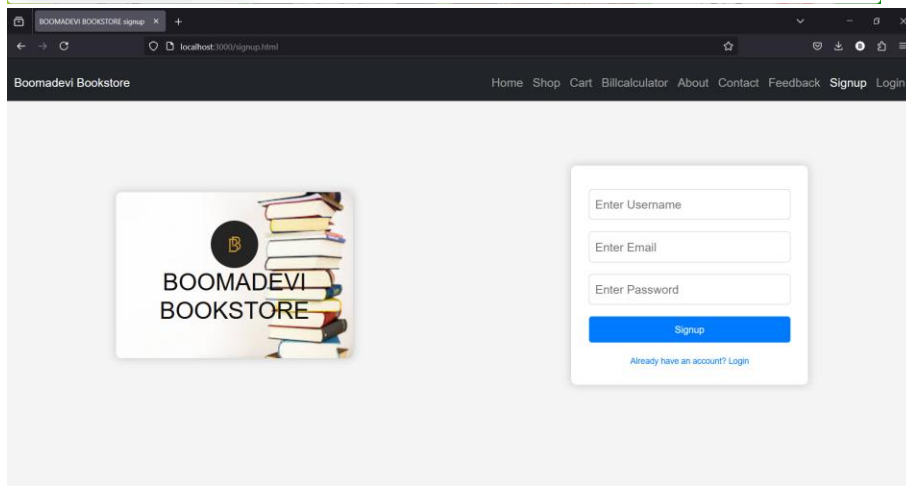 BOOMADEVI BOOKSTORE signup
localhost:3000/signup.html
Boomadevi Bookstore
Home Shop Cart Billcalculator About Contact Feedback Signup Login
B
BOOMADEVI
BOOKSTORE
Enter Username
Enter Email
Enter Password
Signup
Already have an account? Login